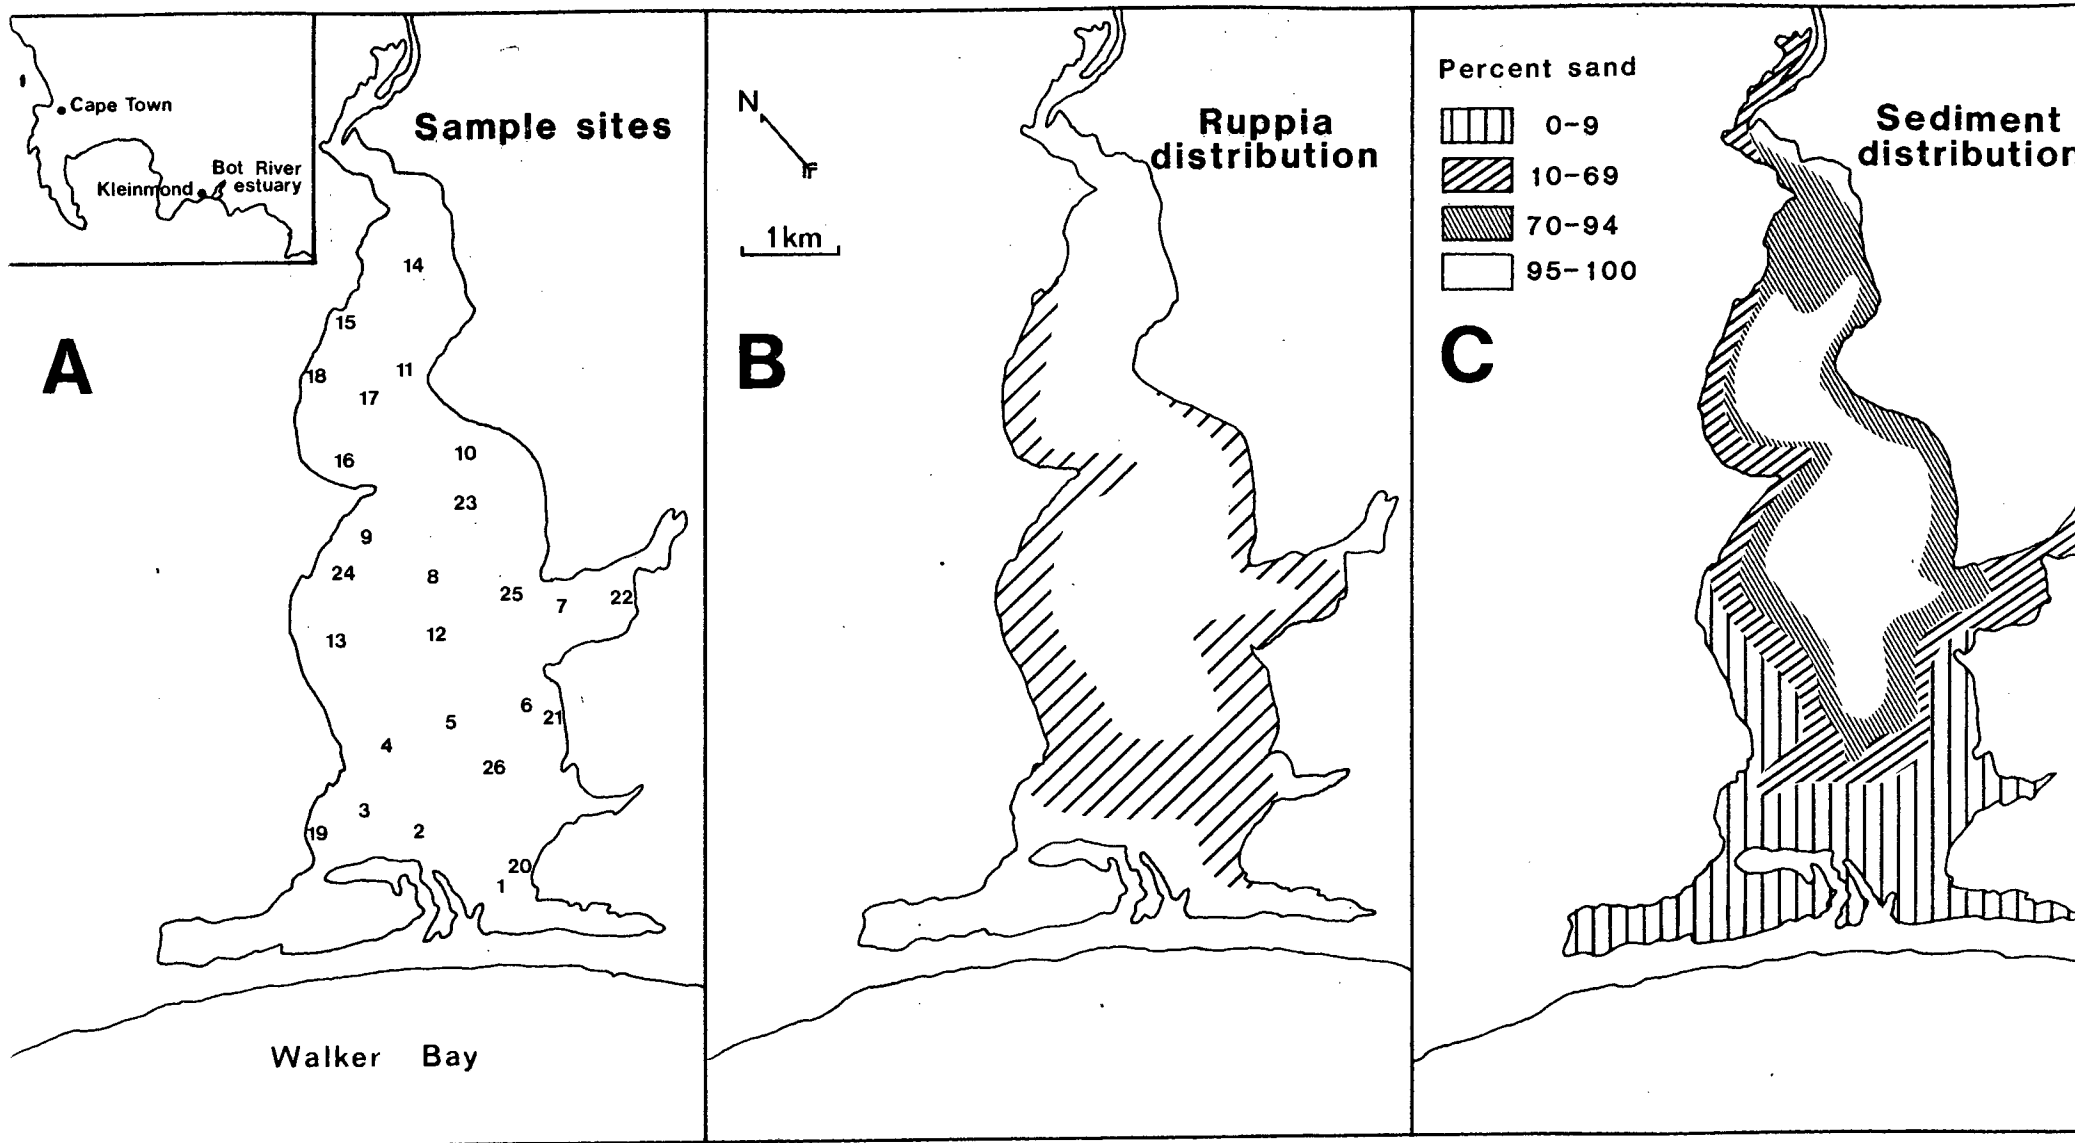 Cape Town
Bot River
Kleinmond estuary
Sample sites
14
15
18
11
17
16
10
23
9
24
8
25
7
22
13
12
6
21
5
4
26
3
19
2
20
1
A
Walker Bay
N
1km
Ruppia
distribution
B
Percent sand
0-9
10-69
70-94
95-100
Sediment
distribution
C